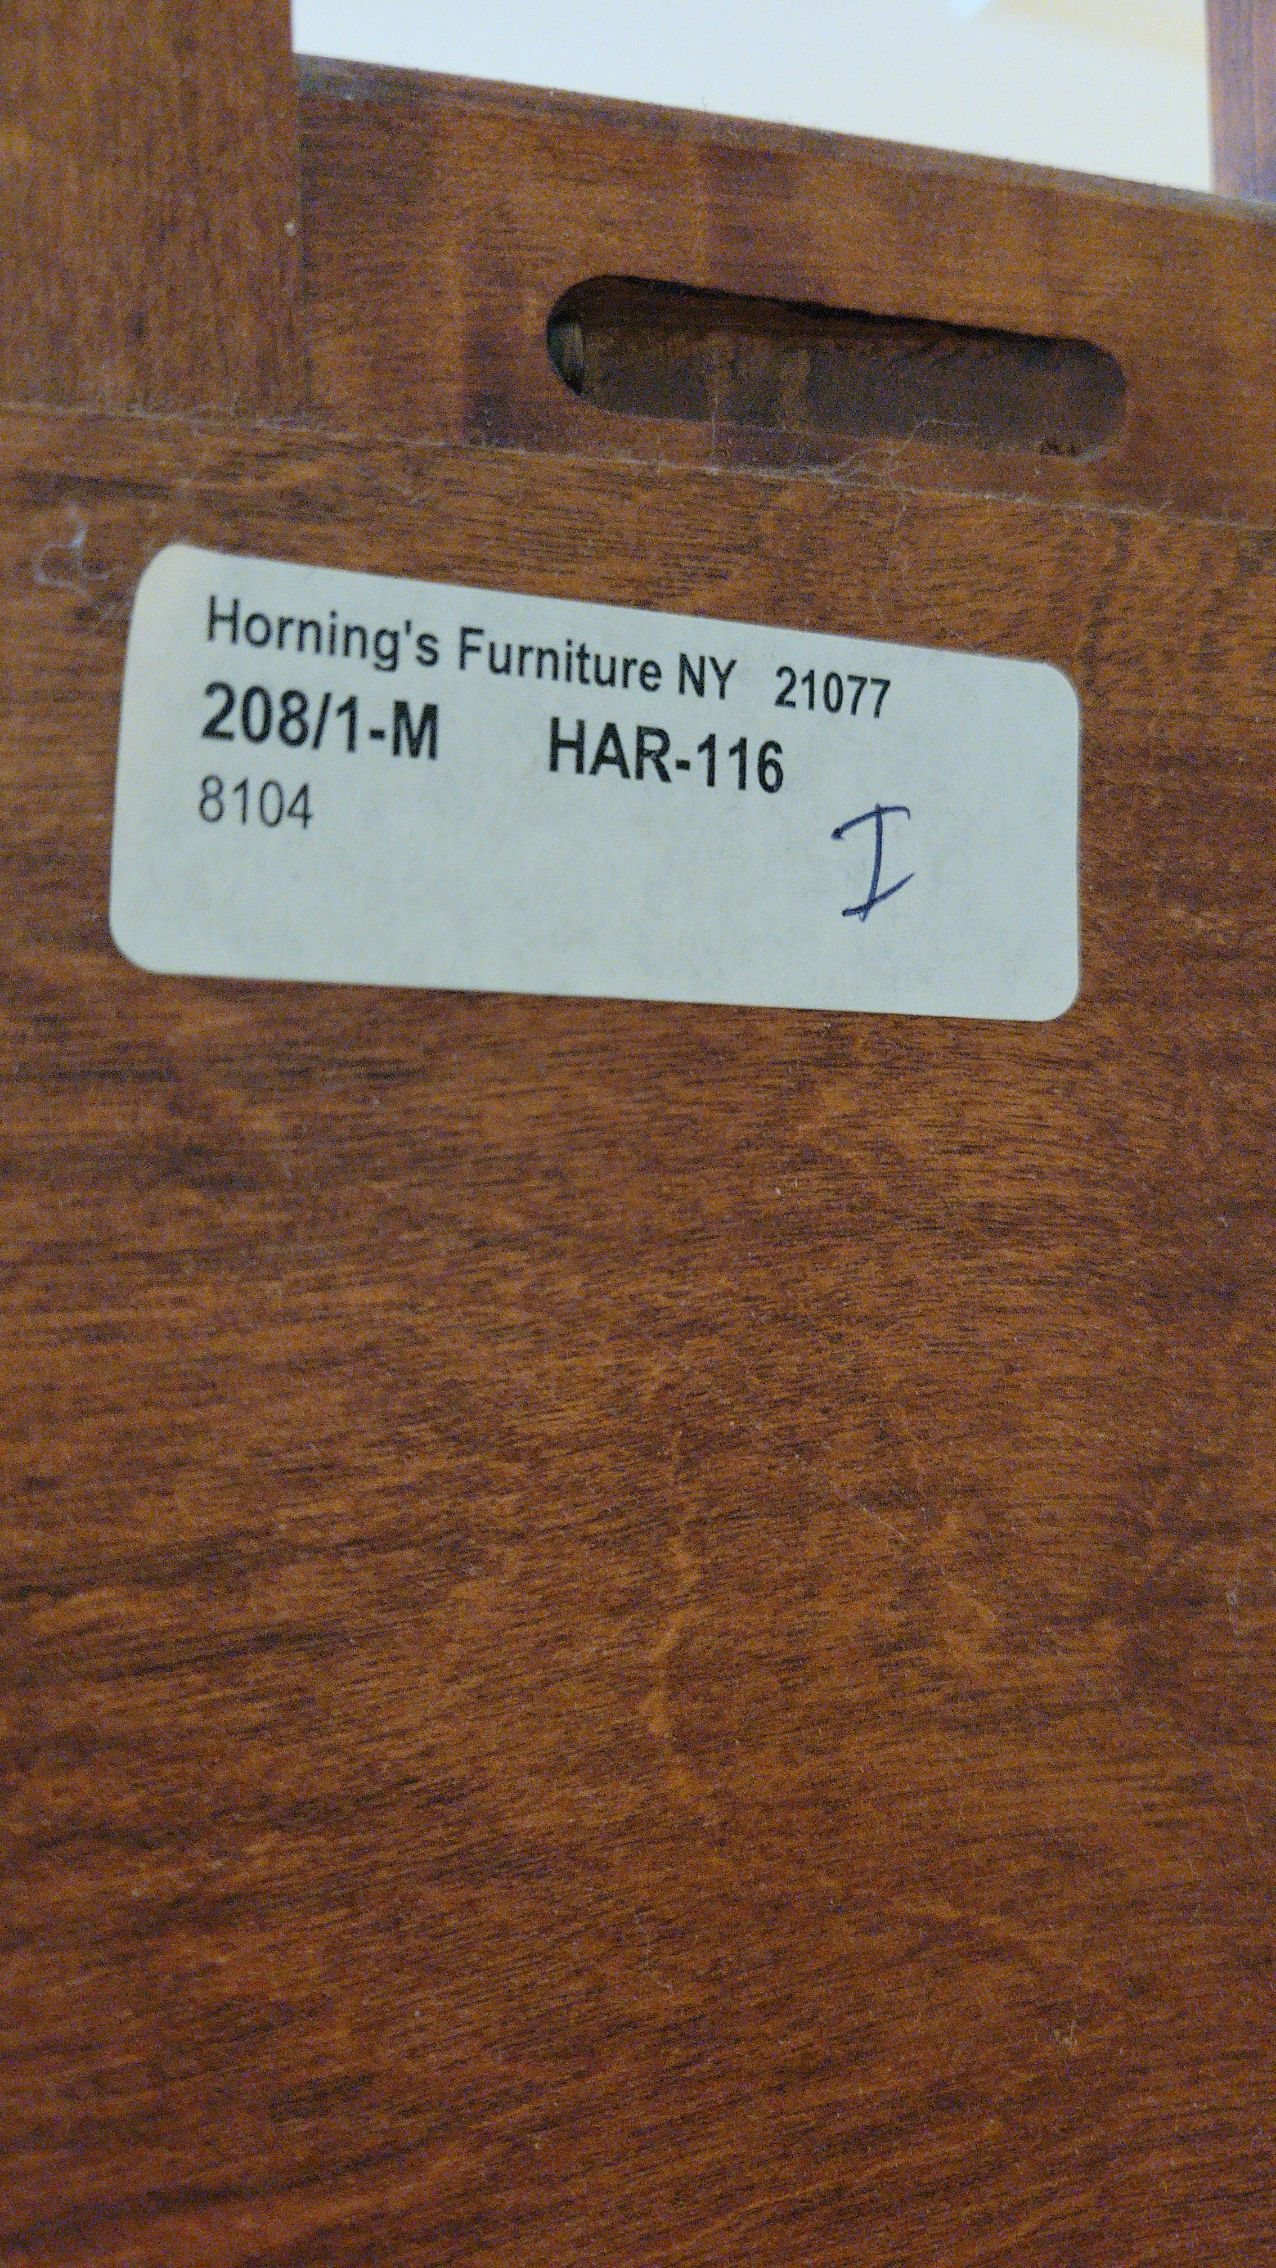 Horning's Furniture NY 21077
208/1-M HAR-116
8104
I